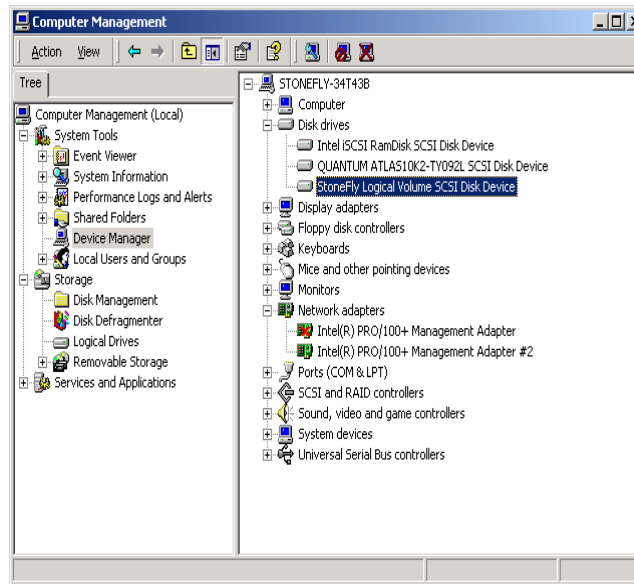 Computer Management
Action View
Tree
Computer Management (Local)
System Tools
Event Viewer
System Information
Performance Logs and Alerts
Shared Folders
Device Manager
Local Users and Groups
Storage
Disk Management
Disk Defragmenter
Logical Drives
Removable Storage
Services and Applications
STONEFLY-34T43B
Computer
Disk drives
Intel iSCSI RamDisk SCSI Disk Device
QUANTUM ATLAS10K2-TY092L SCSI Disk Device
StoneFly Logical Volume SCSI Disk Device
Display adapters
Floppy disk controllers
Keyboards
Mice and other pointing devices
Monitors
Network adapters
Intel(R) PRO/100+ Management Adapter
Intel(R) PRO/100+ Management Adapter #2
Ports (COM & LPT)
SCSI and RAID controllers
Sound, video and game controllers
System devices
Universal Serial Bus controllers